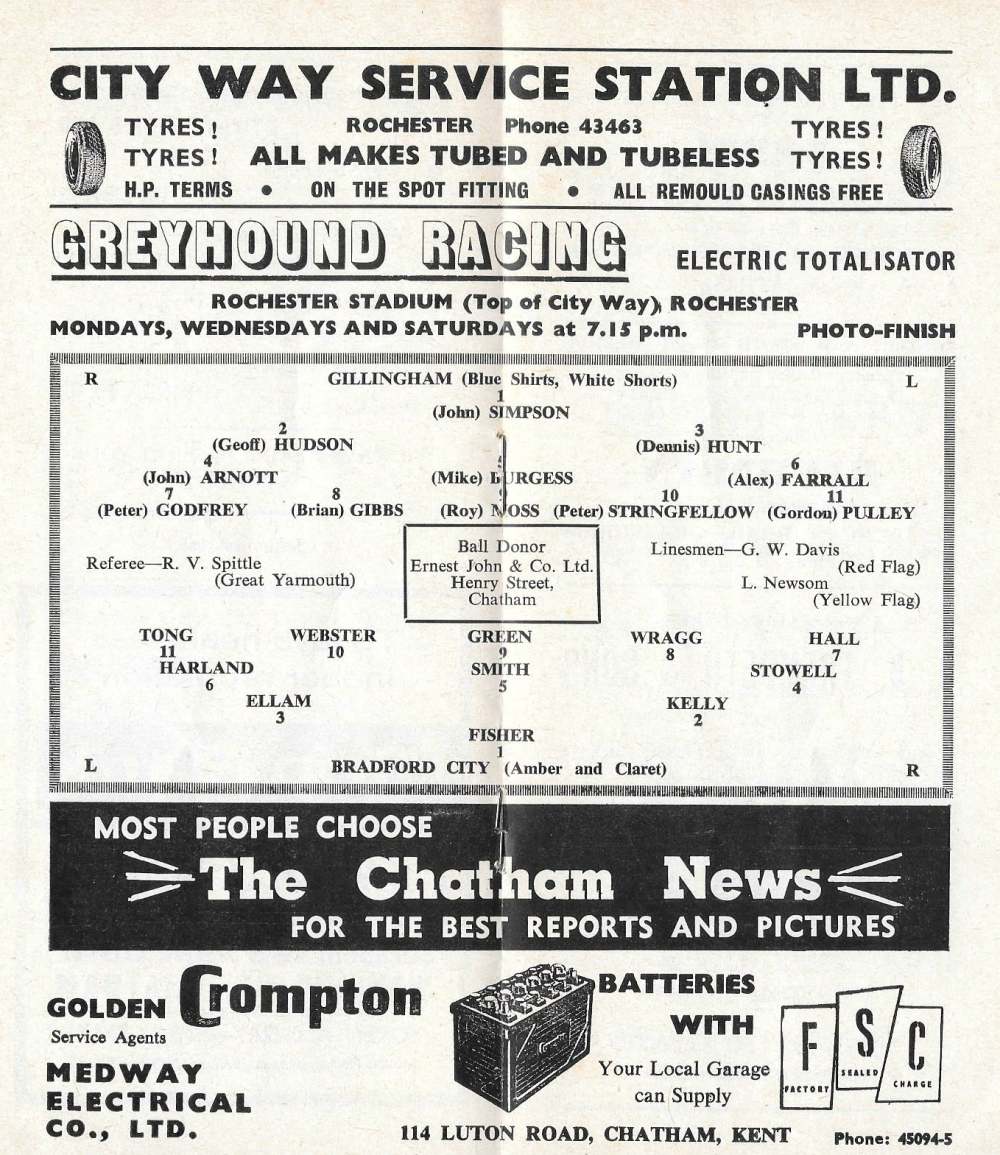 CITY WAY SERVICE STATION LTD.
TYRES! ROCHESTER Phone 43463 TYRES!
TYRES! ALL MAKES TUBED AND TUBELESS TYRES!
H.P. TERMS • ON THE SPOT FITTING • ALL REMOULD CASINGS FREE
GREYHOUND RACING ELECTRIC TOTALISATOR
ROCHESTER STADIUM (Top of City Way), ROCHESTER
MONDAYS, WEDNESDAYS AND SATURDAYS at 7.15 p.m. PHOTO-FINISH
R GILLINGHAM (Blue Shirts, White Shorts) L
1
(John) SIMPSON
2 3
(Geoff) HUDSON (Dennis) HUNT
4 5 6
(John) ARNOTT (Mike) BURGESS (Alex) FARRALL
7 8 9 10 11
(Peter) GODFREY (Brian) GIBBS (Roy) MOSS (Peter) STRINGFELLOW (Gordon) PULLEY
Referee—R. V. Spittle
(Great Yarmouth)
Ball Donor
Ernest John & Co. Ltd.
Henry Street,
Chatham
Linesmen—G. W. Davis
(Red Flag)
L. Newsom
(Yellow Flag)
TONG WEBSTER GREEN WRAGG HALL
11 10 9 8 7
HARLAND SMITH STOWELL
6 5 4
ELLAM KELLY
3 2
FISHER
1
L BRADFORD CITY (Amber and Claret) R
MOST PEOPLE CHOOSE
The Chatham News
FOR THE BEST REPORTS AND PICTURES
GOLDEN Crompton BATTERIES
Service Agents WITH
MEDWAY
ELECTRICAL
CO., LTD.
Your Local Garage
can Supply
F S C
FACTORY SEALED CHARGE
114 LUTON ROAD, CHATHAM, KENT Phone: 45094-5